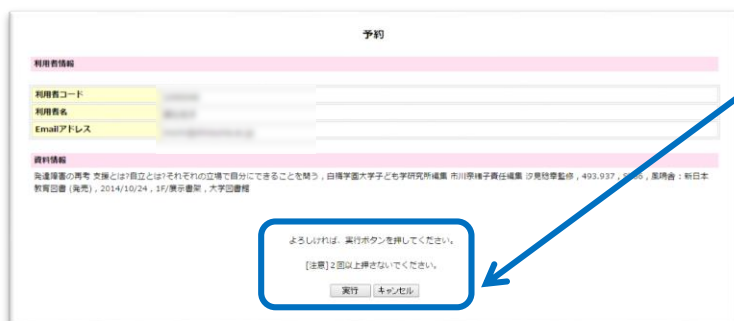 予約
利用者情報
利用者コード
利用者名
Emailアドレス
資料情報
発達障害の再考 支援とは?自立とは?それぞれの立場で自分にできることを問う , 白梅学園大学子ども学研究所編集 市川奈緒子責任編集 汐見稔幸監修 , 493.937 , , 風鳴舎 : 新日本
教育図書 (発売) , 2014/10/24 , 1F/展示書架 , 大学図書館
よろしければ、実行ボタンを押してください。
[注意]2回以上押さないでください。
実行 キャンセル